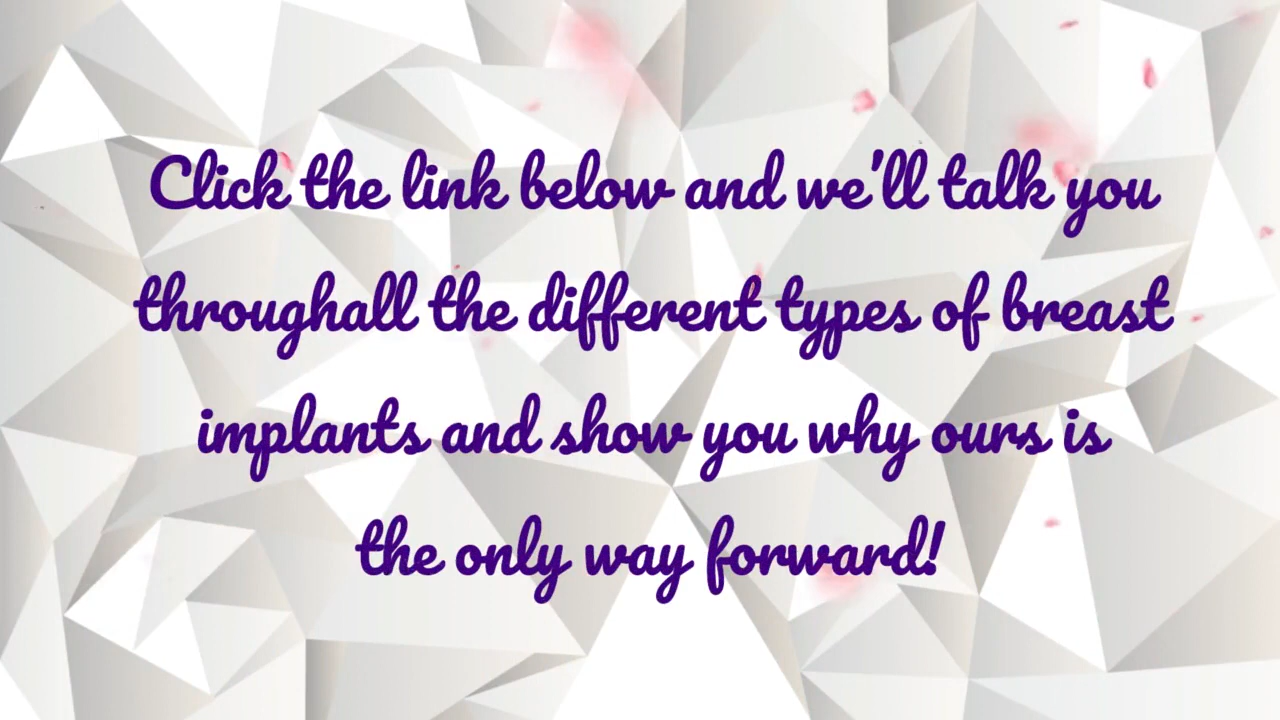 Click the link below and we'll talk you
throughall the different types of breast
implants and show you why ours is
the only way forward!